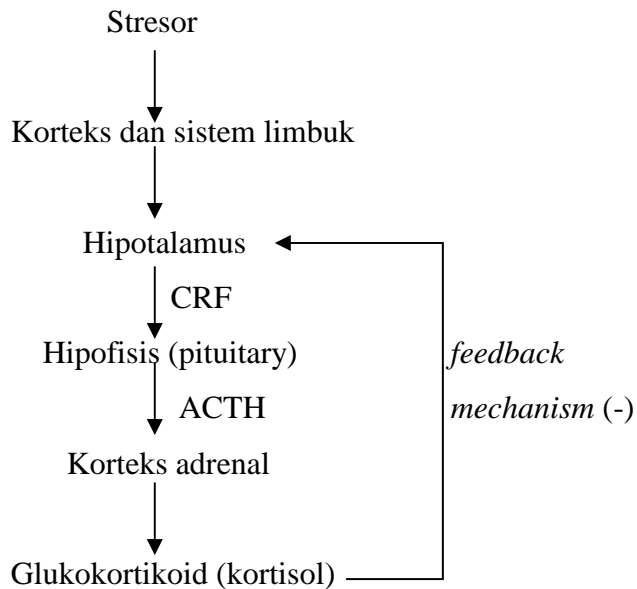 Stresor
Korteks dan sistem limbuk
Hipotalamus
CRF
Hipofisis (pituitary)
feedback
mechanism (-)
ACTH
Korteks adrenal
Glukokortikoid (kortisol)